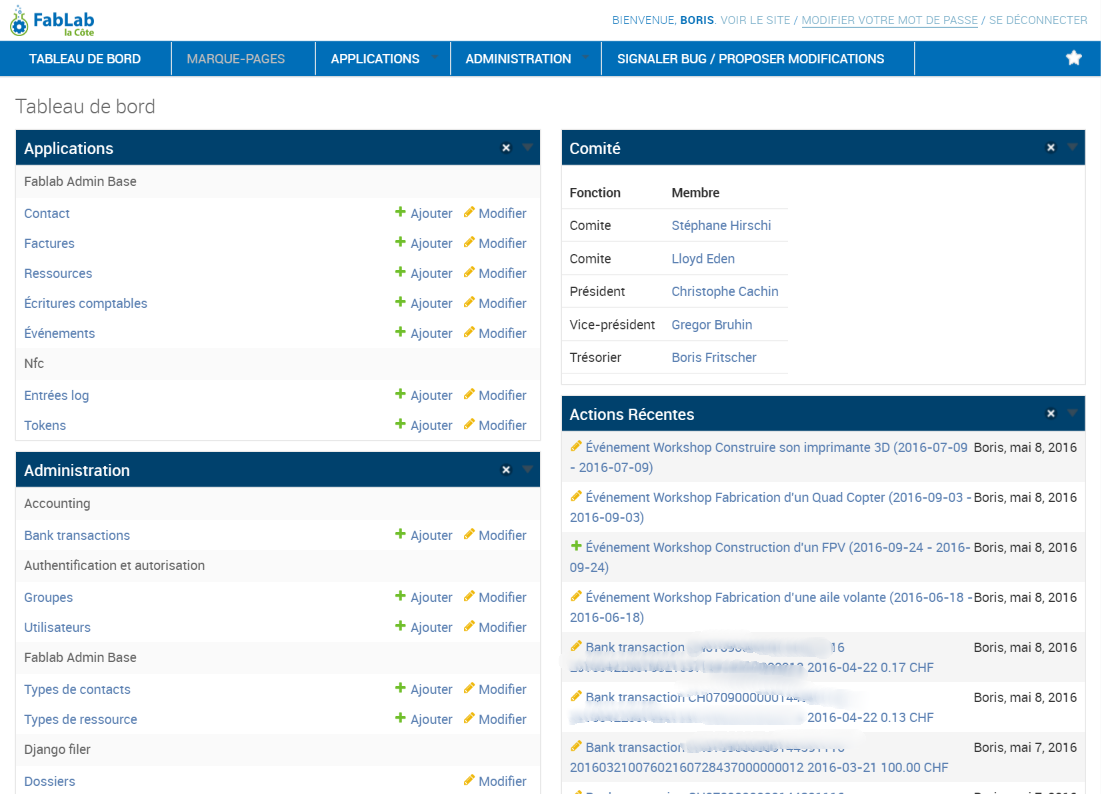 FabLab
la Côte
BIENVENUE, BORIS. VOIR LE SITE / MODIFIER VOTRE MOT DE PASSE / SE DÉCONNECTER
TABLEAU DE BORD MARQUE-PAGES APPLICATIONS ADMINISTRATION SIGNALER BUG / PROPOSER MODIFICATIONS
Tableau de bord
Applications
Fablab Admin Base
Contact Ajouter Modifier
Factures Ajouter Modifier
Ressources Ajouter Modifier
Écritures comptables Ajouter Modifier
Événements Ajouter Modifier
Nfc
Entrées log Ajouter Modifier
Tokens Ajouter Modifier
Administration
Accounting
Bank transactions Ajouter Modifier
Authentification et autorisation
Groupes Ajouter Modifier
Utilisateurs Ajouter Modifier
Fablab Admin Base
Types de contacts Ajouter Modifier
Types de ressource Ajouter Modifier
Django filer
Dossiers Modifier
Comité
Fonction Membre
Comite Stéphane Hirschi
Comite Lloyd Eden
Président Christophe Cachin
Vice-président Gregor Bruhin
Trésorier Boris Fritscher
Actions Récentes
Événement Workshop Construire son imprimante 3D (2016-07-09 Boris, mai 8, 2016
- 2016-07-09)
Événement Workshop Fabrication d'un Quad Copter (2016-09-03 - Boris, mai 8, 2016
2016-09-03)
Événement Workshop Construction d'un FPV (2016-09-24 - 2016- Boris, mai 8, 2016
09-24)
Événement Workshop Fabrication d'une aile volante (2016-06-18 - Boris, mai 8, 2016
2016-06-18)
Bank transaction Boris, mai 8, 2016
2016-04-22 0.17 CHF
Bank transaction Boris, mai 8, 2016
2016-04-22 0.13 CHF
Bank transaction Boris, mai 7, 2016
20160321007602160728437000000012 2016-03-21 100.00 CHF